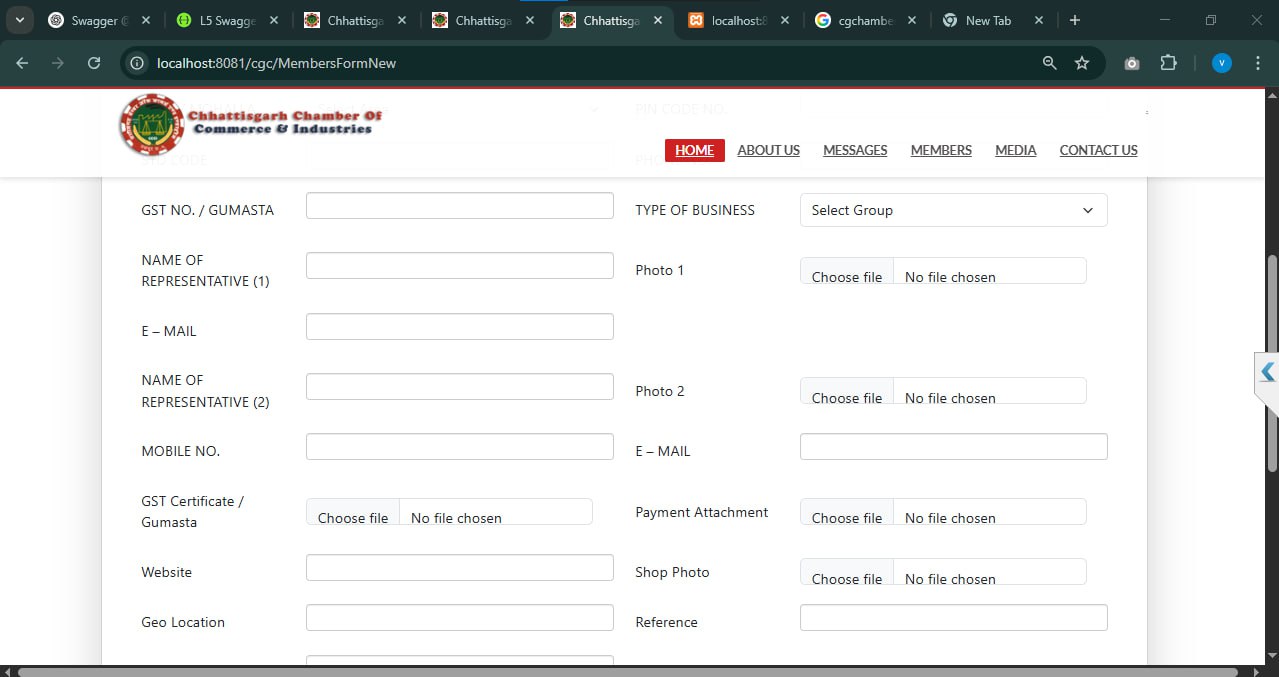 Swagger
L5 Swagge
Chhattisga
Chhattisga
Chhattisga
localhost:8
cgchambe
New Tab
localhost:8081/cgc/MembersFormNew
V
Chhattisgarh Chamber Of
Commerce & Industries
PIN CODE NO.
HOME
ABOUT US
MESSAGES
MEMBERS
MEDIA
CONTACT US
GST NO. / GUMASTA
TYPE OF BUSINESS
Select Group
NAME OF
REPRESENTATIVE (1)
Photo 1
Choose file
No file chosen
E – MAIL
NAME OF
REPRESENTATIVE (2)
Photo 2
Choose file
No file chosen
MOBILE NO.
E – MAIL
GST Certificate /
Gumasta
Choose file
No file chosen
Payment Attachment
Choose file
No file chosen
Website
Shop Photo
Choose file
No file chosen
Geo Location
Reference